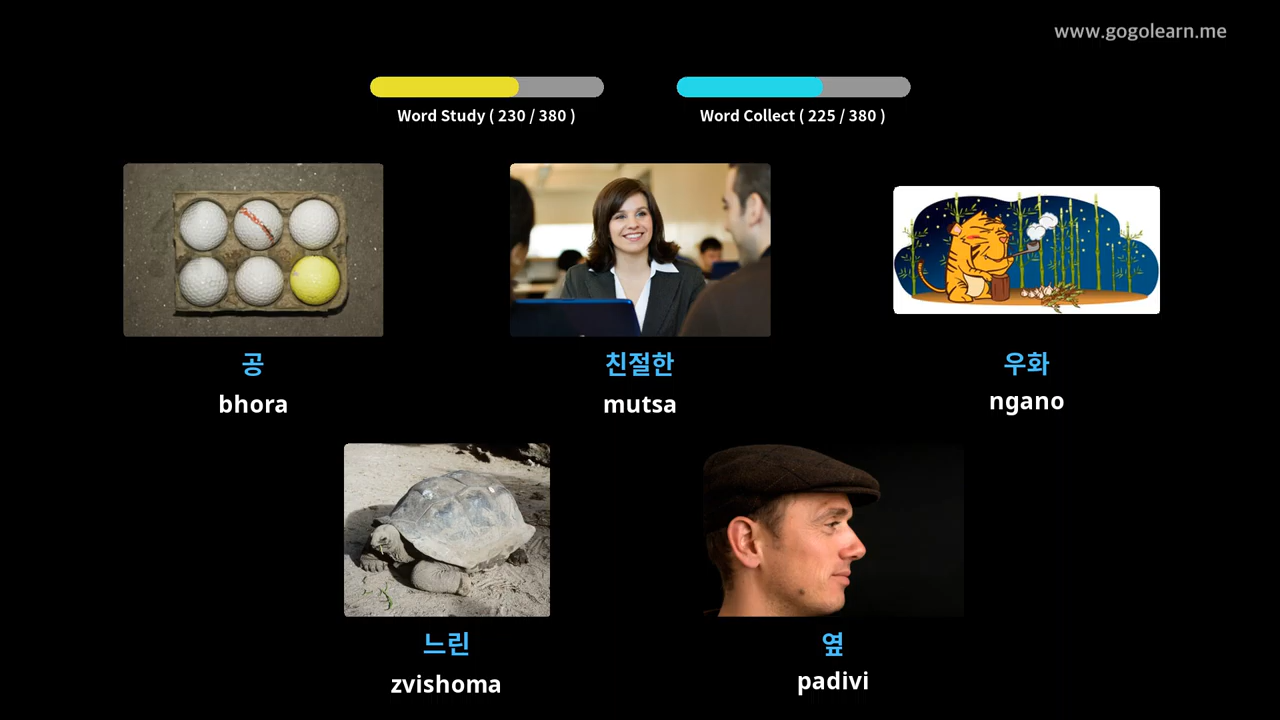 www.gogolearn.me
Word Study ( 230 / 380 )
Word Collect ( 225 / 380 )
공
bhora
친절한
mutsa
우화
ngano
느린
zvishoma
옆
padivi